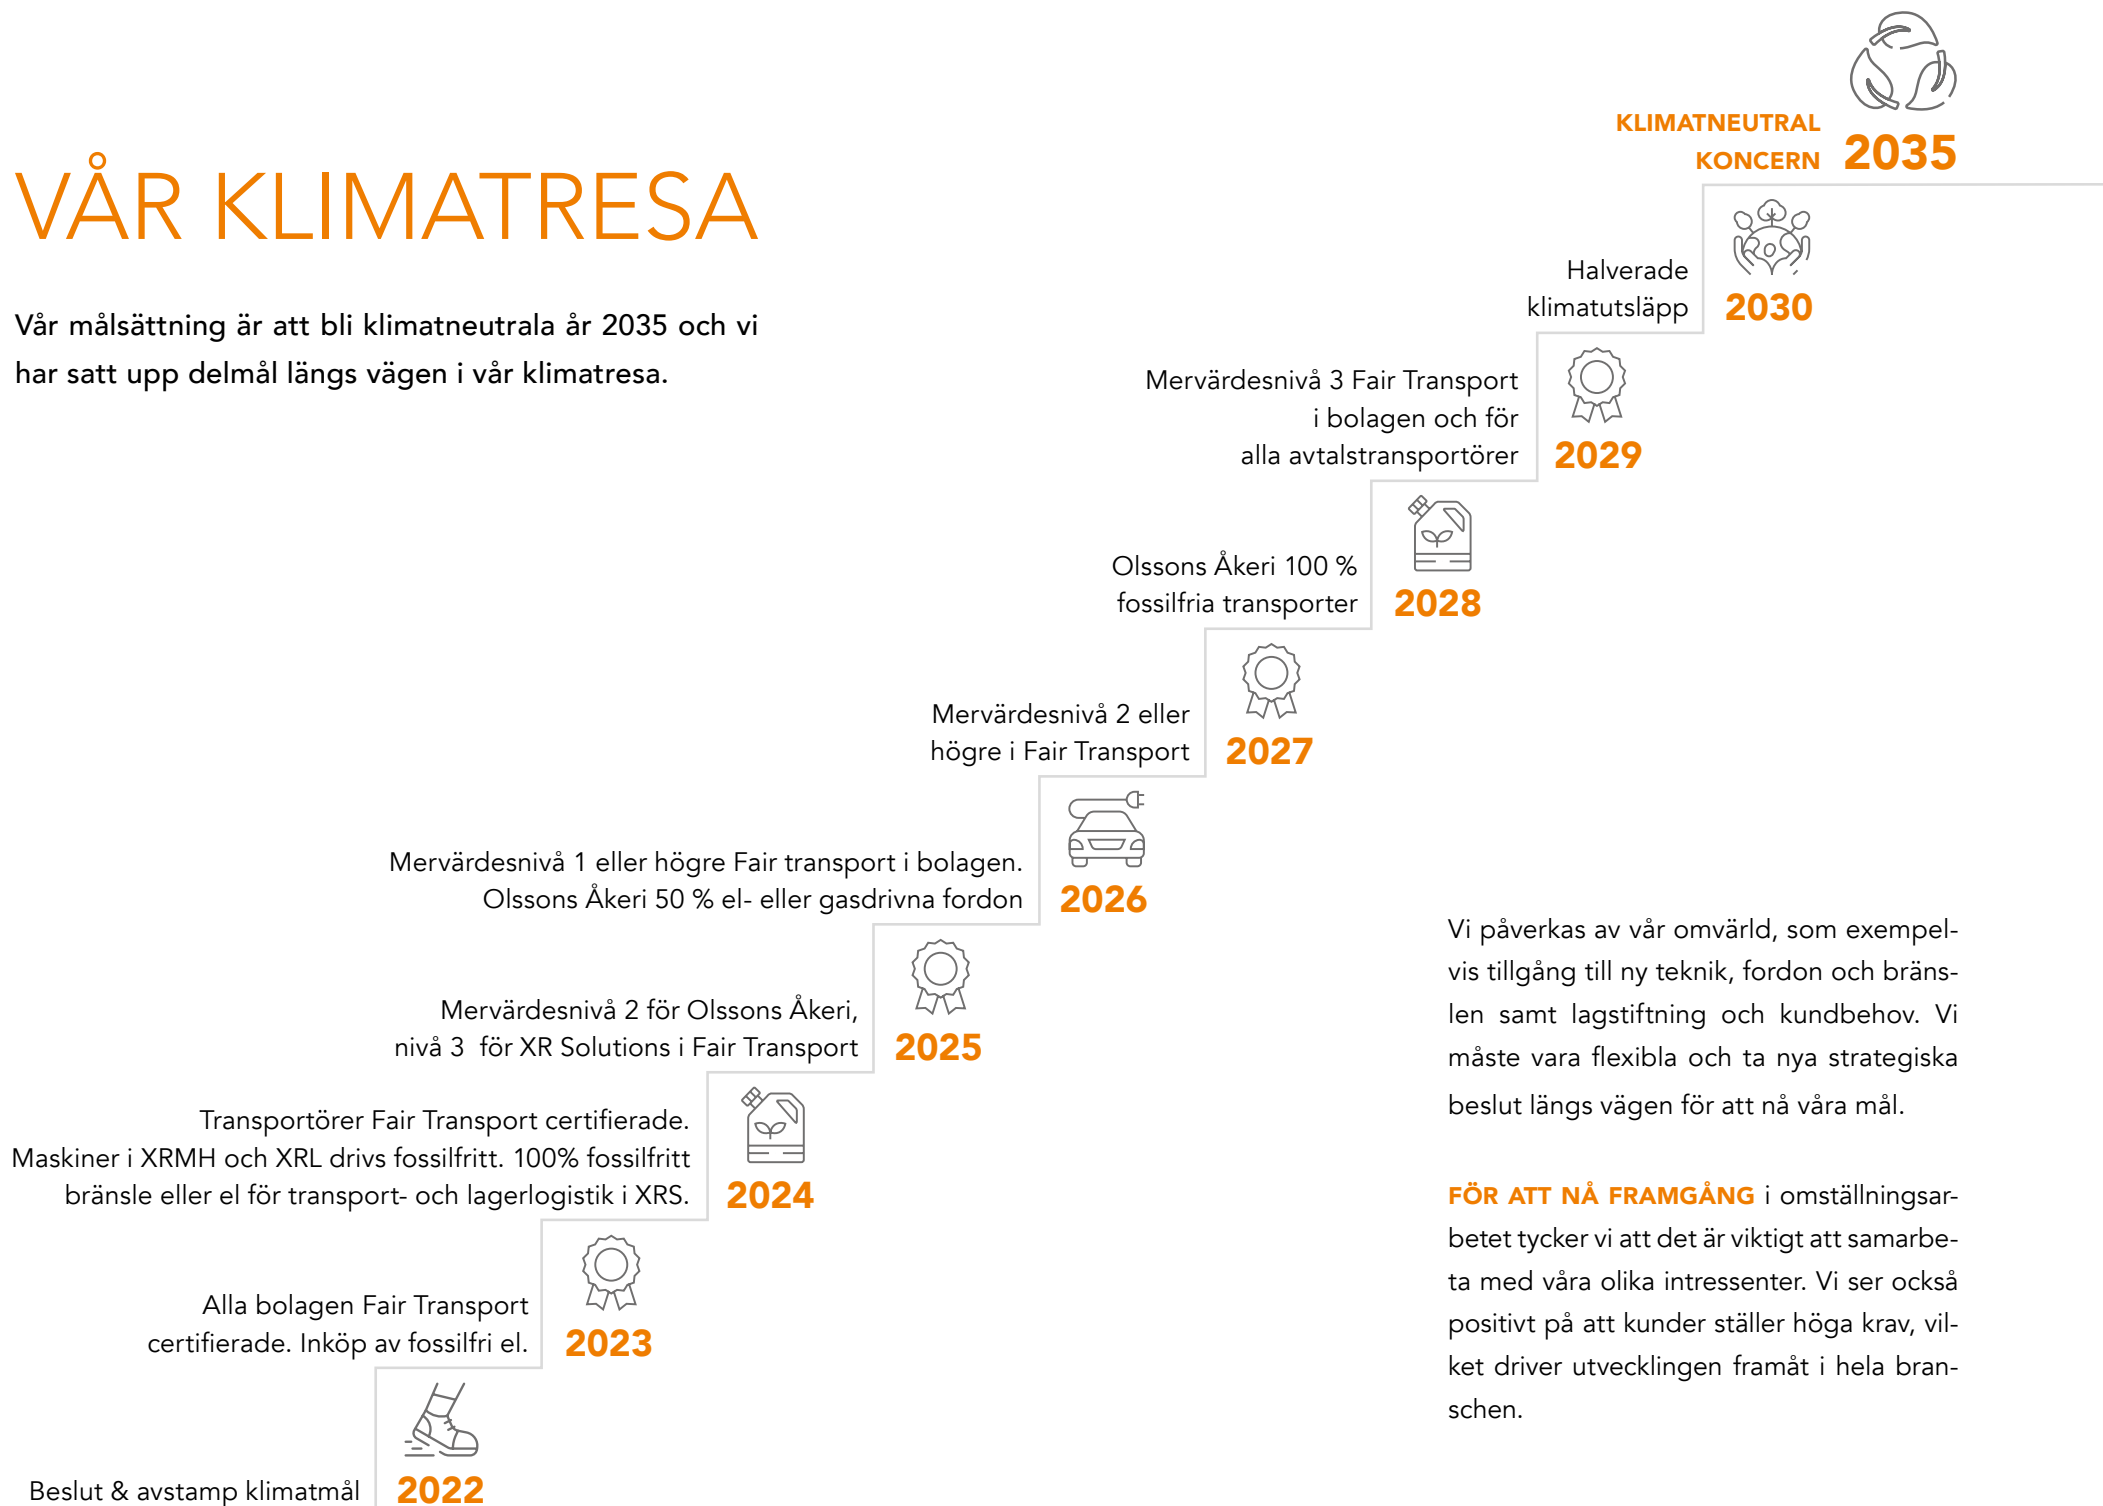 VÅR KLIMATRESA
Vår målsättning är att bli klimatneutrala år 2035 och vi
har satt upp delmål längs vägen i vår klimatresa.
KLIMATNEUTRAL
KONCERN 2035
Halverade
klimatutsläpp 2030
Mervärdesnivå 3 Fair Transport
i bolagen och för
alla avtalstransportörer 2029
Olssons Åkeri 100 %
fossilfria transporter 2028
Mervärdesnivå 2 eller
högre i Fair Transport 2027
Mervärdesnivå 1 eller högre Fair transport i bolagen.
Olssons Åkeri 50 % el- eller gasdrivna fordon 2026
Mervärdesnivå 2 för Olssons Åkeri,
nivå 3 för XR Solutions i Fair Transport 2025
Transportörer Fair Transport certifierade.
Maskiner i XRMH och XRL drivs fossilfritt. 100% fossilfritt
bränsle eller el för transport- och lagerlogistik i XRS. 2024
Alla bolagen Fair Transport
certifierade. Inköp av fossilfri el. 2023
Beslut & avstamp klimatmål 2022
Vi påverkas av vår omvärld, som exempel-
vis tillgång till ny teknik, fordon och bräns-
len samt lagstiftning och kundbehov. Vi
måste vara flexibla och ta nya strategiska
beslut längs vägen för att nå våra mål.
FÖR ATT NÅ FRAMGÅNG i omställningsar-
betet tycker vi att det är viktigt att samarbe-
ta med våra olika intressenter. Vi ser också
positivt på att kunder ställer höga krav, vil-
ket driver utvecklingen framåt i hela bran-
schen.